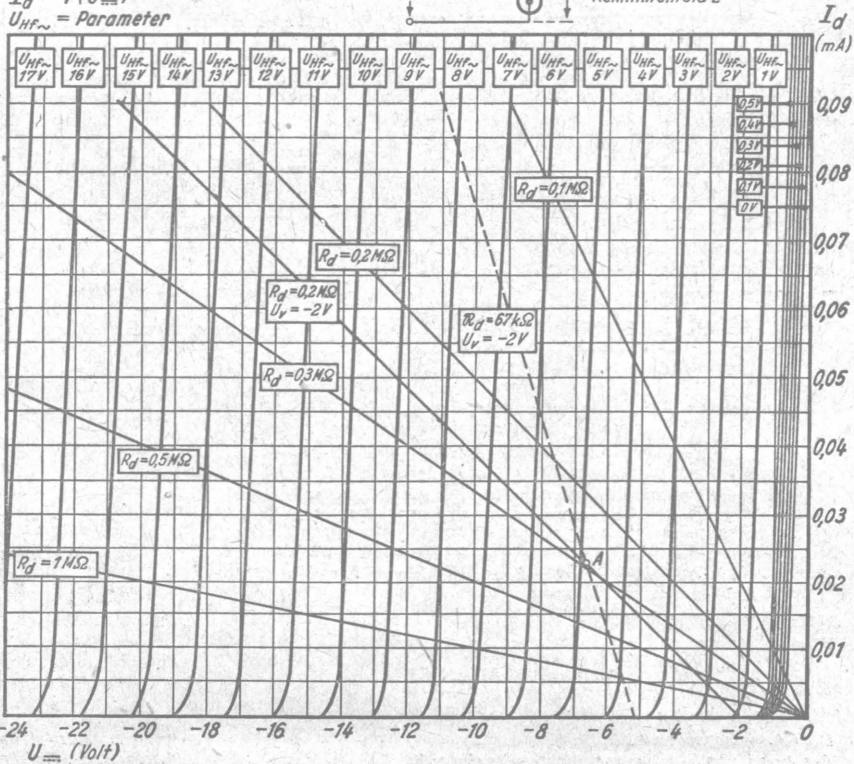 U_HF~ = Parameter
I_d
(mA)
U_HF~ 17V
U_HF~ 16V
U_HF~ 15V
U_HF~ 14V
U_HF~ 13V
U_HF~ 12V
U_HF~ 11V
U_HF~ 10V
U_HF~ 9V
U_HF~ 8V
U_HF~ 7V
U_HF~ 6V
U_HF~ 5V
U_HF~ 4V
U_HF~ 3V
U_HF~ 2V
U_HF~ 1V
0,5V
0,4V
0,3V
0,2V
0,1V
0V
0,09
0,08
0,07
0,06
0,05
0,04
0,03
0,02
0,01
R_d=0,1MΩ
R_d=0,2MΩ
R_d=0,2MΩ
U_v = -2V
ℜ_d=67kΩ
U_v = -2V
R_d=0,3MΩ
R_d=0,5MΩ
R_d=1MΩ
A
-24 -22 -20 -18 -16 -14 -12 -10 -8 -6 -4 -2 0
U (Volt)